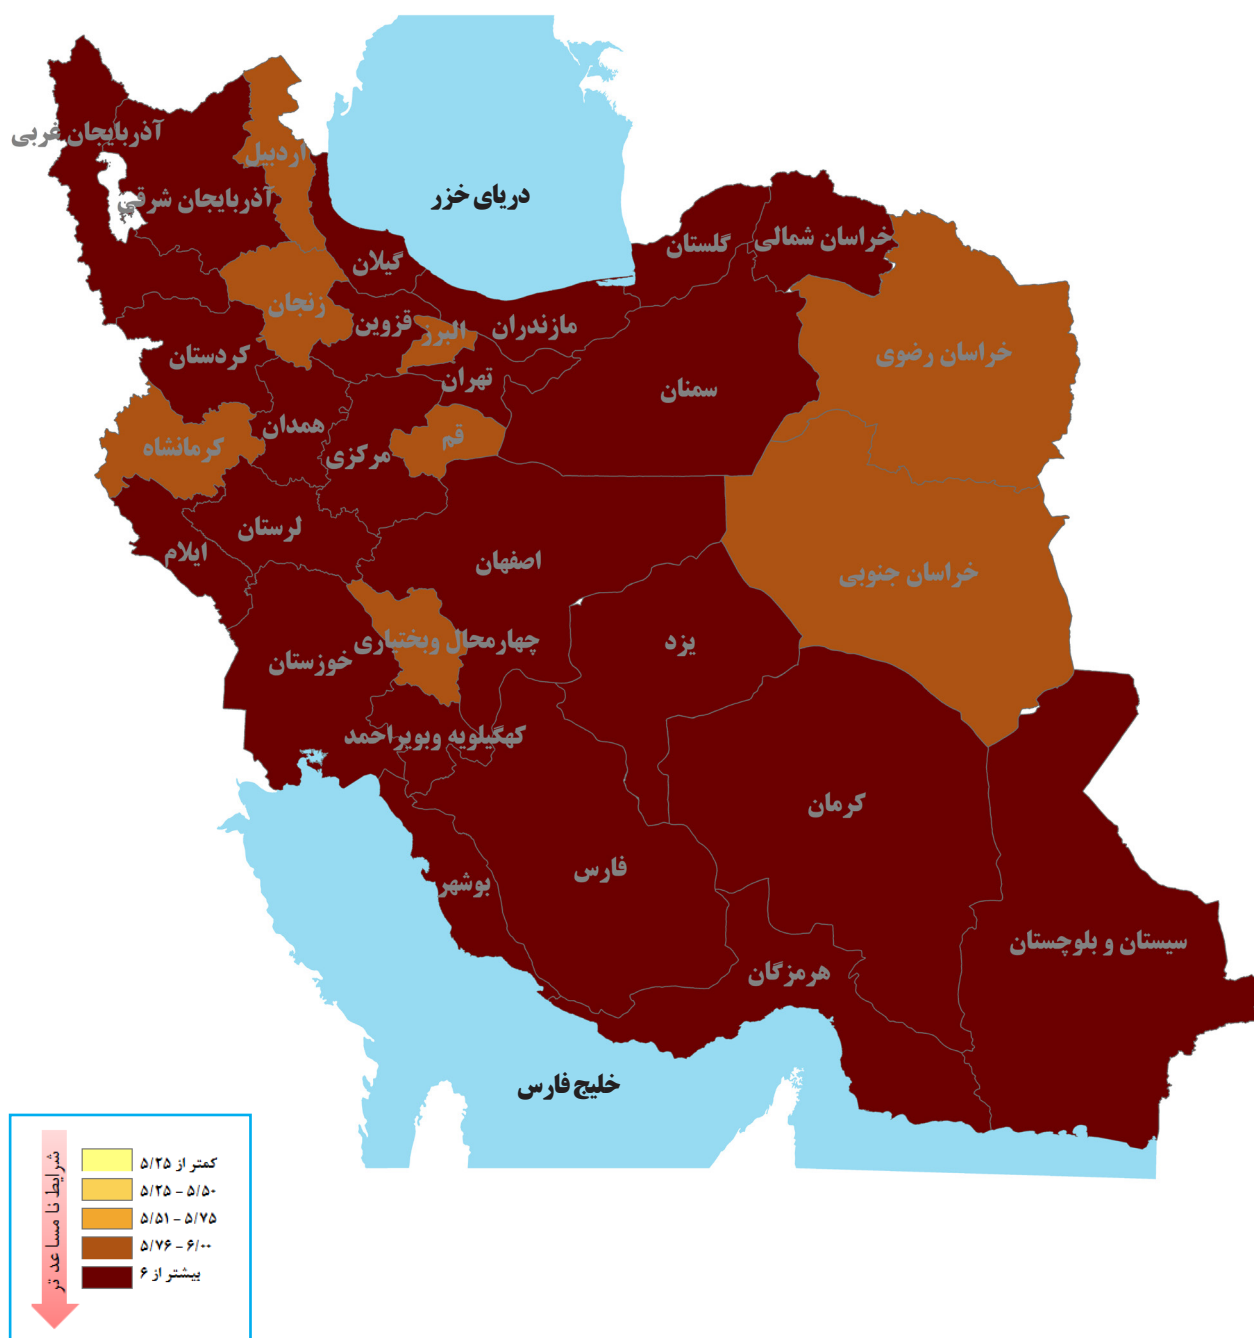 آذربایجان غربی
اردبیل
آذربایجان شرقی
دریای خزر
گیلان
گلستان
خراسان شمالی
زنجان
قزوین
البرز
مازندران
خراسان رضوی
کردستان
تهران
سمنان
همدان
کرمانشاه
مرکزی
قم
لرستان
ایلام
اصفهان
خراسان جنوبی
چهارمحال وبختیاری
یزد
خوزستان
کهگیلویه وبویراحمد
کرمان
فارس
بوشهر
سیستان و بلوچستان
هرمزگان
خلیج فارس
شرایط نا مساعد تر
کمتر از ۵/۲۵
۵/۲۵ - ۵/۵۰
۵/۵۱ - ۵/۷۵
۵/۷۶ - ۶/۰۰
بیشتر از ۶